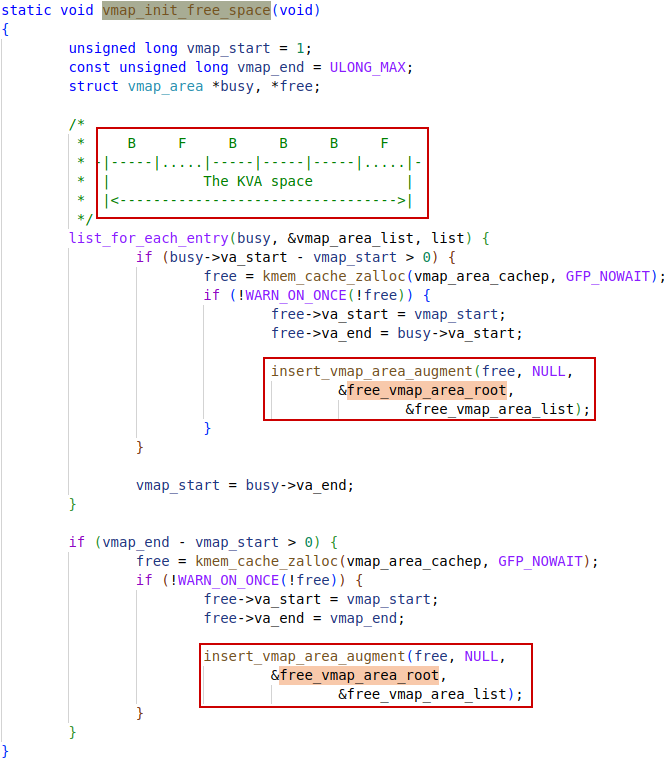 static void vmap_init_free_space(void)
{
unsigned long vmap_start = 1;
const unsigned long vmap_end = ULONG_MAX;
struct vmap_area *busy, *free;
/*
*     B     F     B     B     B     F
* -|-----|.....|-----|-----|-----|.....|-
*  |           The KVA space           |
*  |<--------------------------------->|
*/
list_for_each_entry(busy, &vmap_area_list, list) {
if (busy->va_start - vmap_start > 0) {
free = kmem_cache_zalloc(vmap_area_cachep, GFP_NOWAIT);
if (!WARN_ON_ONCE(!free)) {
free->va_start = vmap_start;
free->va_end = busy->va_start;
insert_vmap_area_augment(free, NULL,
&free_vmap_area_root,
&free_vmap_area_list);
}
}
vmap_start = busy->va_end;
}
if (vmap_end - vmap_start > 0) {
free = kmem_cache_zalloc(vmap_area_cachep, GFP_NOWAIT);
if (!WARN_ON_ONCE(!free)) {
free->va_start = vmap_start;
free->va_end = vmap_end;
insert_vmap_area_augment(free, NULL,
&free_vmap_area_root,
&free_vmap_area_list);
}
}
}